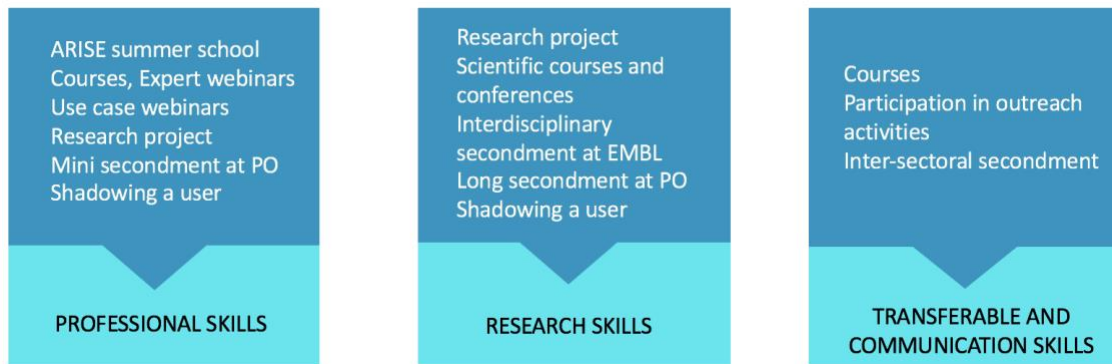 ARISE summer school
Courses, Expert webinars
Use case webinars
Research project
Mini secondment at PO
Shadowing a user
PROFESSIONAL SKILLS
Research project
Scientific courses and
conferences
Interdisciplinary
secondment at EMBL
Long secondment at PO
Shadowing a user
RESEARCH SKILLS
Courses
Participation in outreach
activities
Inter-sectoral secondment
TRANSFERABLE AND
COMMUNICATION SKILLS